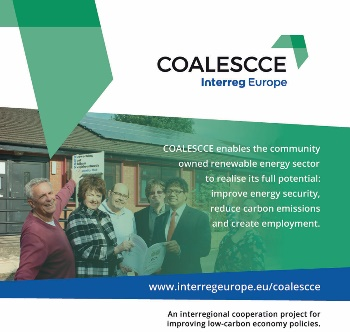 COALESCCE
Interreg Europe
COALESCCE enables the community
owned renewable energy sector
to realise its full potential:
improve energy security,
reduce carbon emissions
and create employment.
www.interregeurope.eu/coalescce
An interregional cooperation project for
improving low-carbon economy policies.